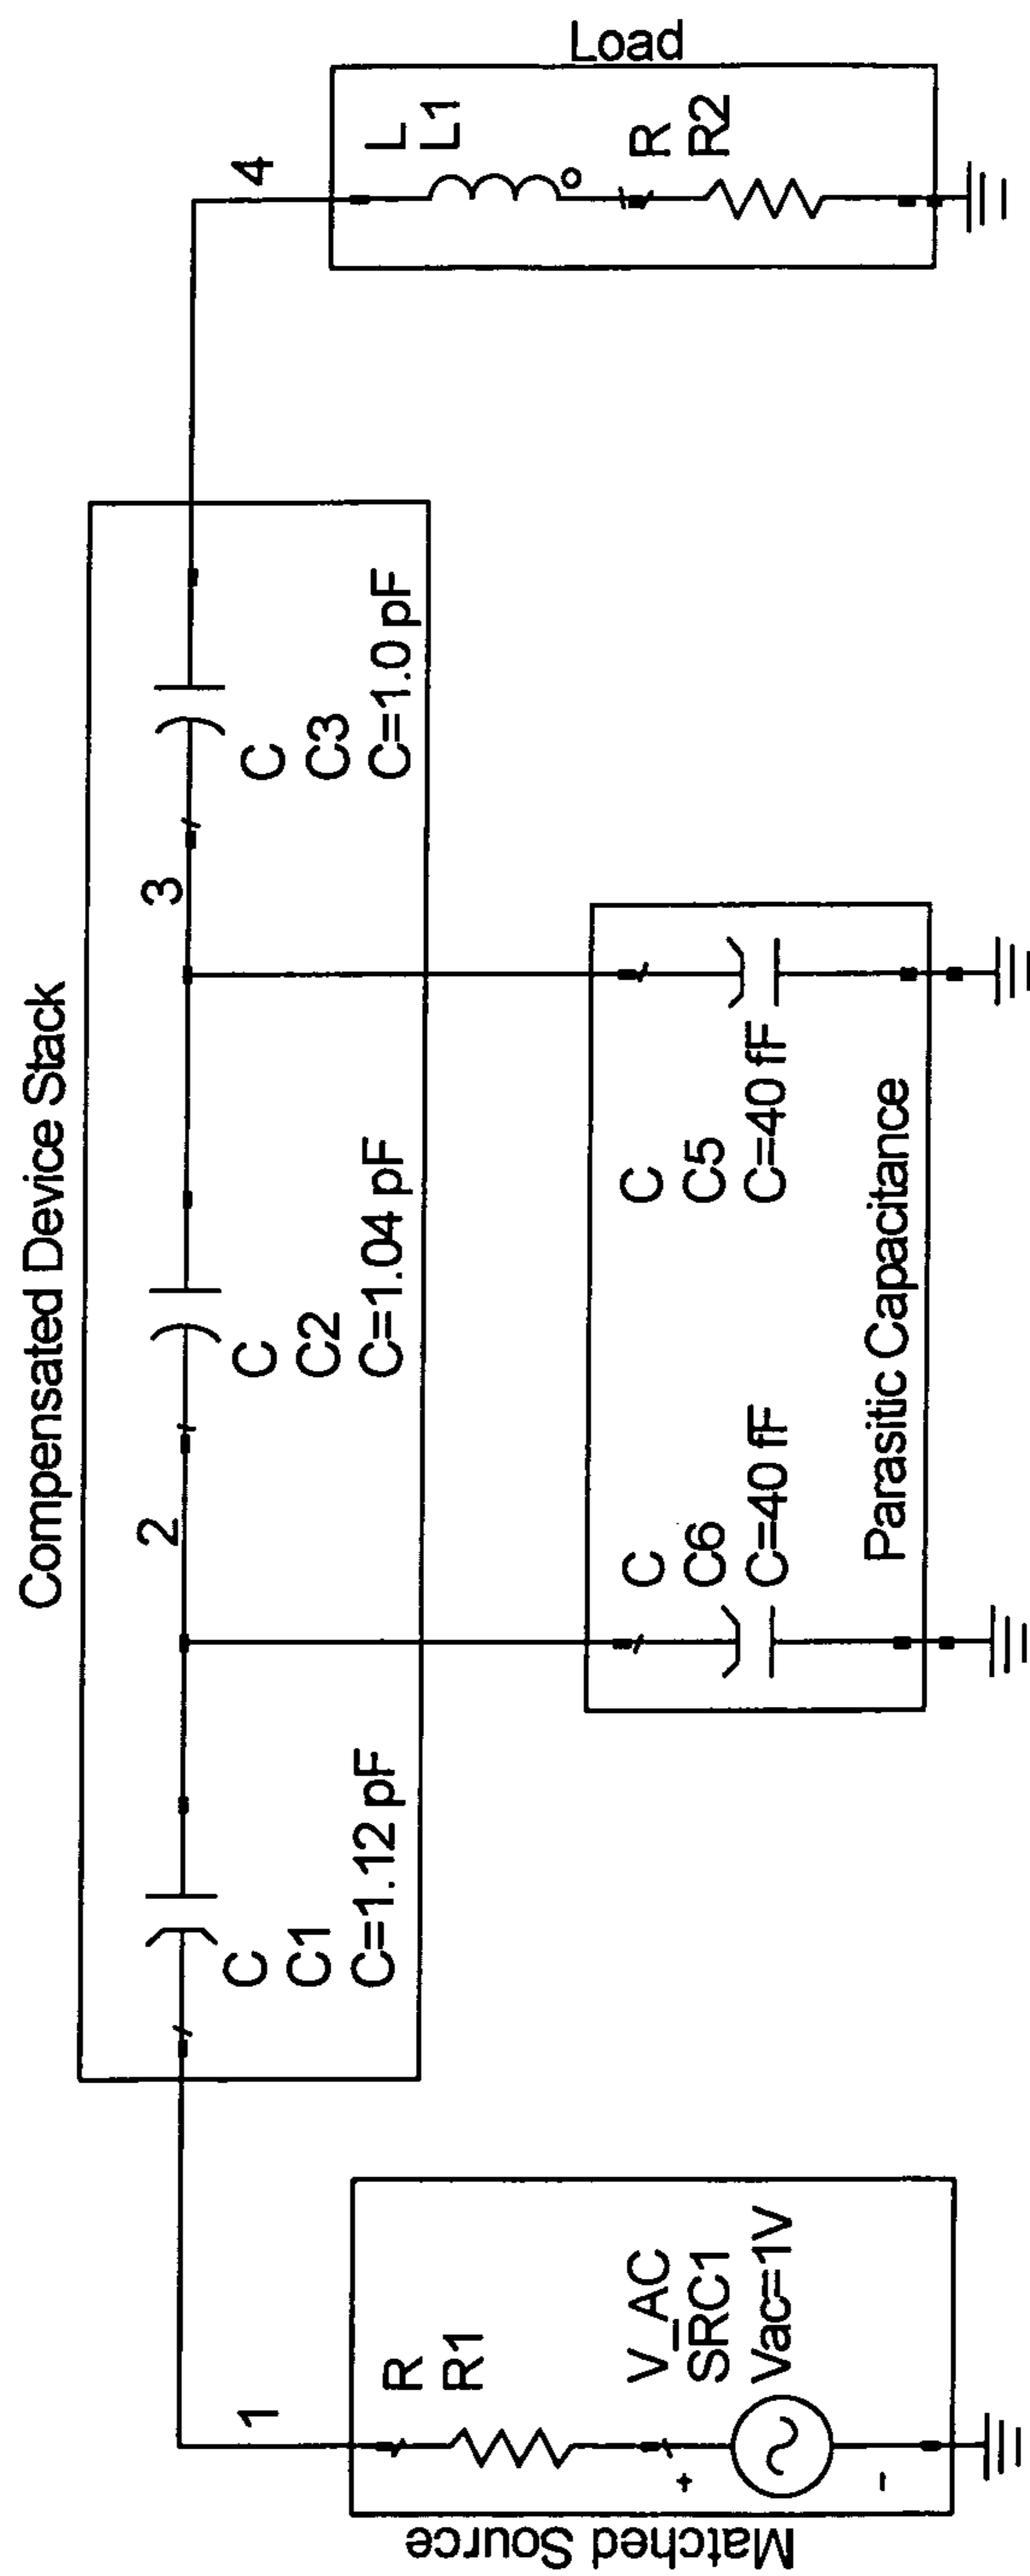 Compensated Device Stack
1
C
C1
C=1.12 pF
2
C
C2
C=1.04 pF
3
C
C3
C=1.0 pF
4
Matched Source
R
R1
V_AC
SRC1
Vac=1V
+
-
C
C6
C=40 fF
C
C5
C=40 fF
Parasitic Capacitance
Load
L
L1
R
R2